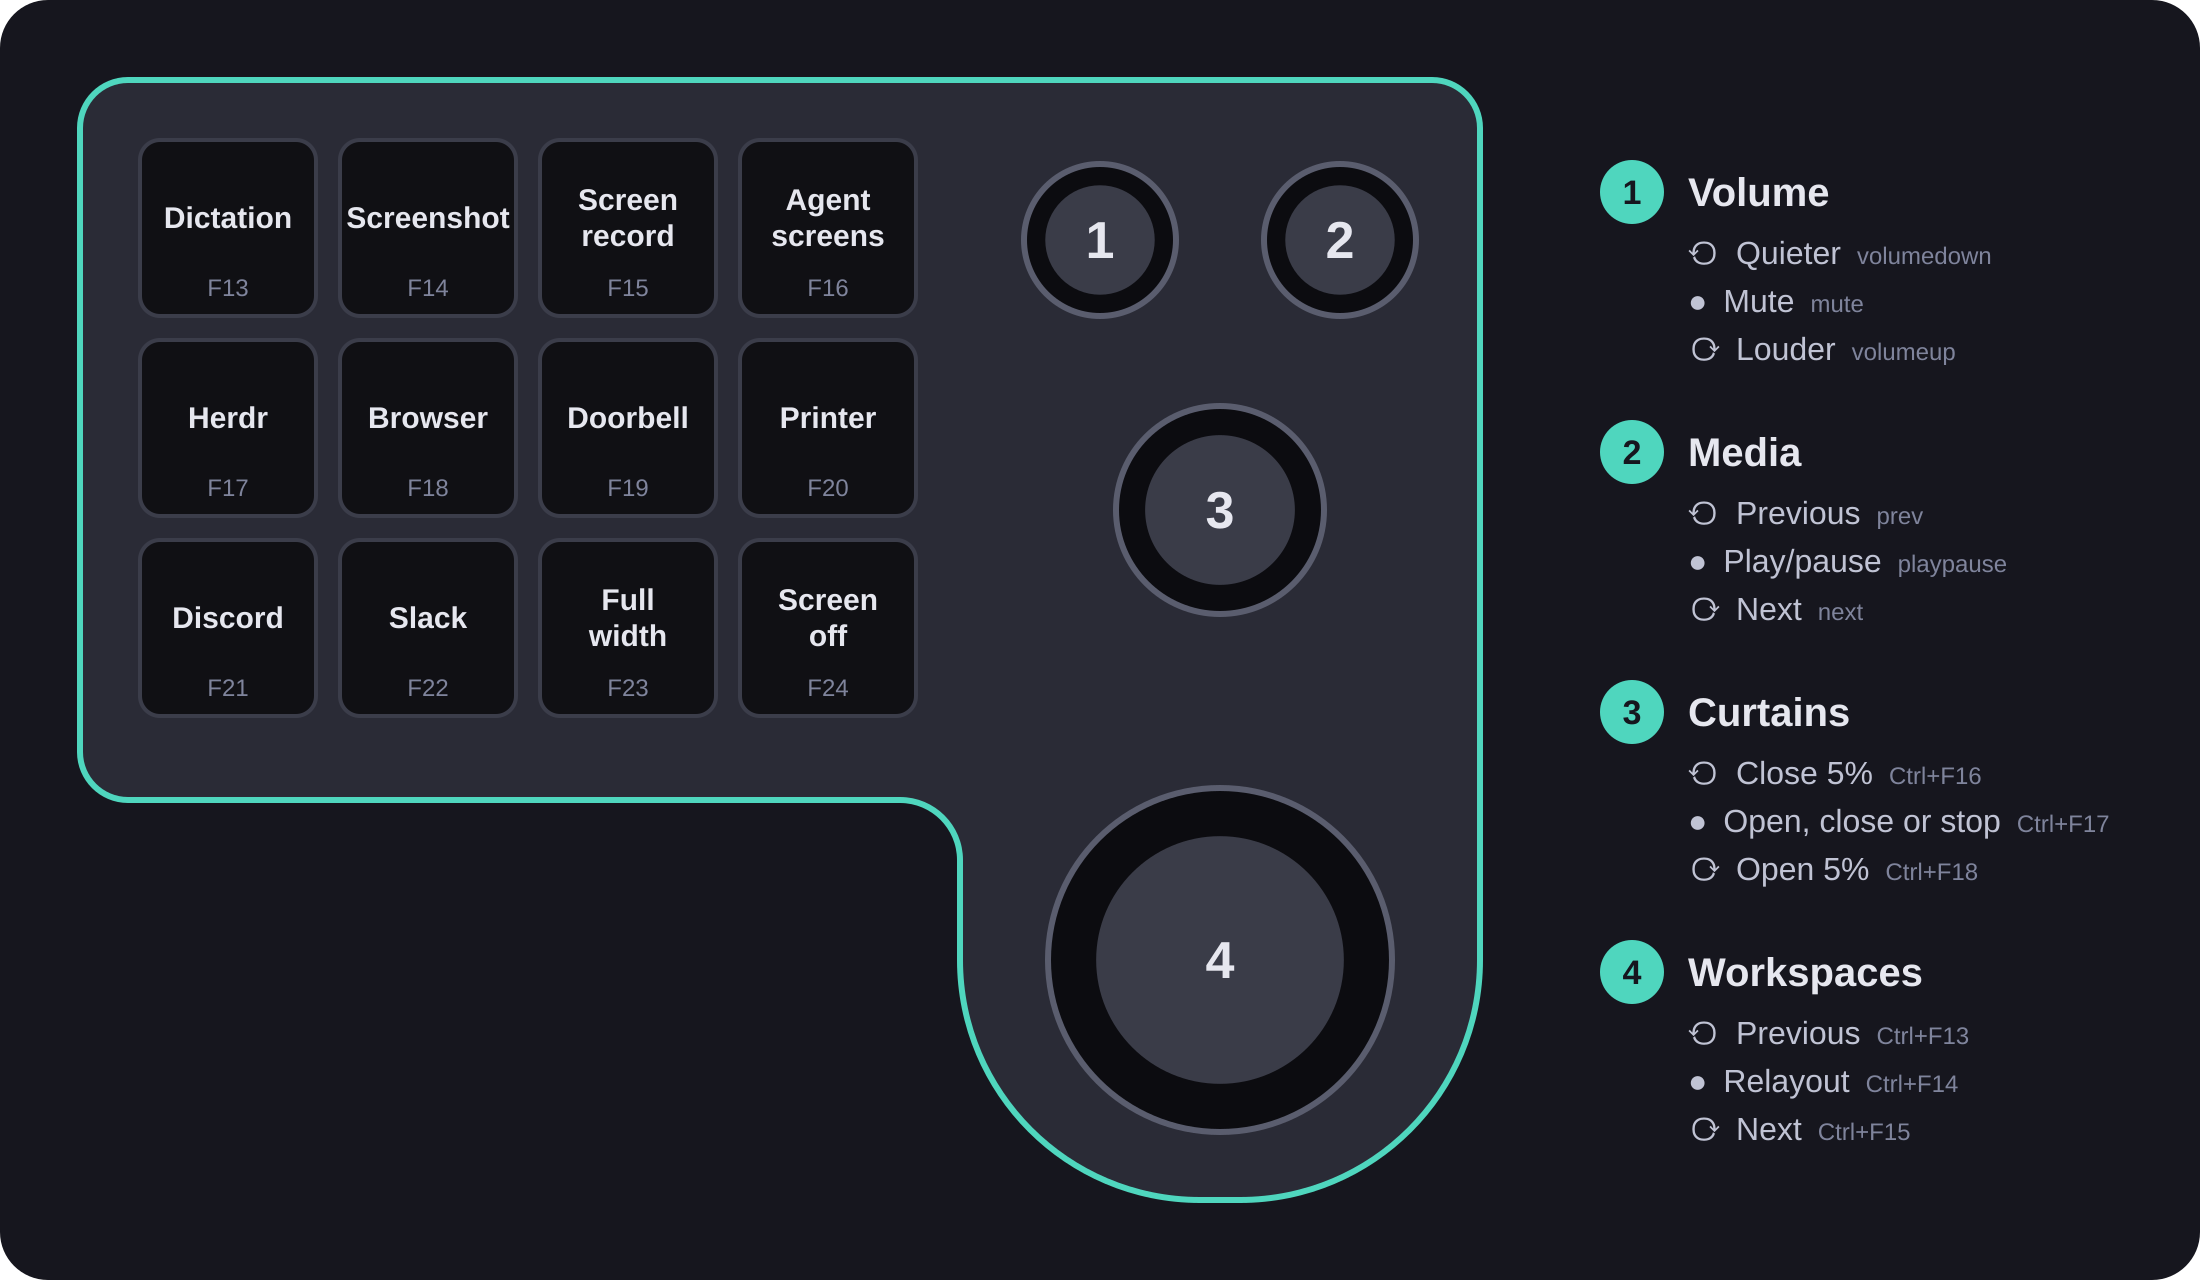 Dictation
F13
Screenshot
F14
Screen
record
F15
Agent
screens
F16
Herdr
F17
Browser
F18
Doorbell
F19
Printer
F20
Discord
F21
Slack
F22
Full
width
F23
Screen
off
F24
1
2
3
4
1 Volume
Quieter volumedown
Mute mute
Louder volumeup
2 Media
Previous prev
Play/pause playpause
Next next
3 Curtains
Close 5% Ctrl+F16
Open, close or stop Ctrl+F17
Open 5% Ctrl+F18
4 Workspaces
Previous Ctrl+F13
Relayout Ctrl+F14
Next Ctrl+F15